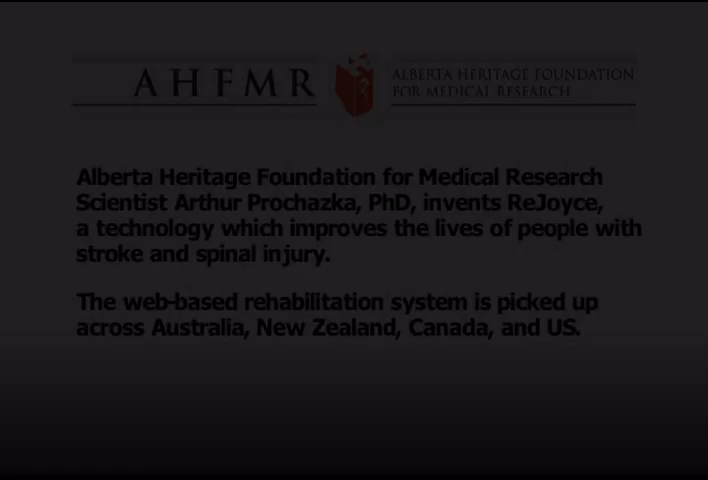 AHFMR
ALBERTA HERITAGE FOUNDATION
FOR MEDICAL RESEARCH
Alberta Heritage Foundation for Medical Research
Scientist Arthur Prochazka, PhD, invents ReJoyce,
a technology which improves the lives of people with
stroke and spinal injury.
The web-based rehabilitation system is picked up
across Australia, New Zealand, Canada, and US.